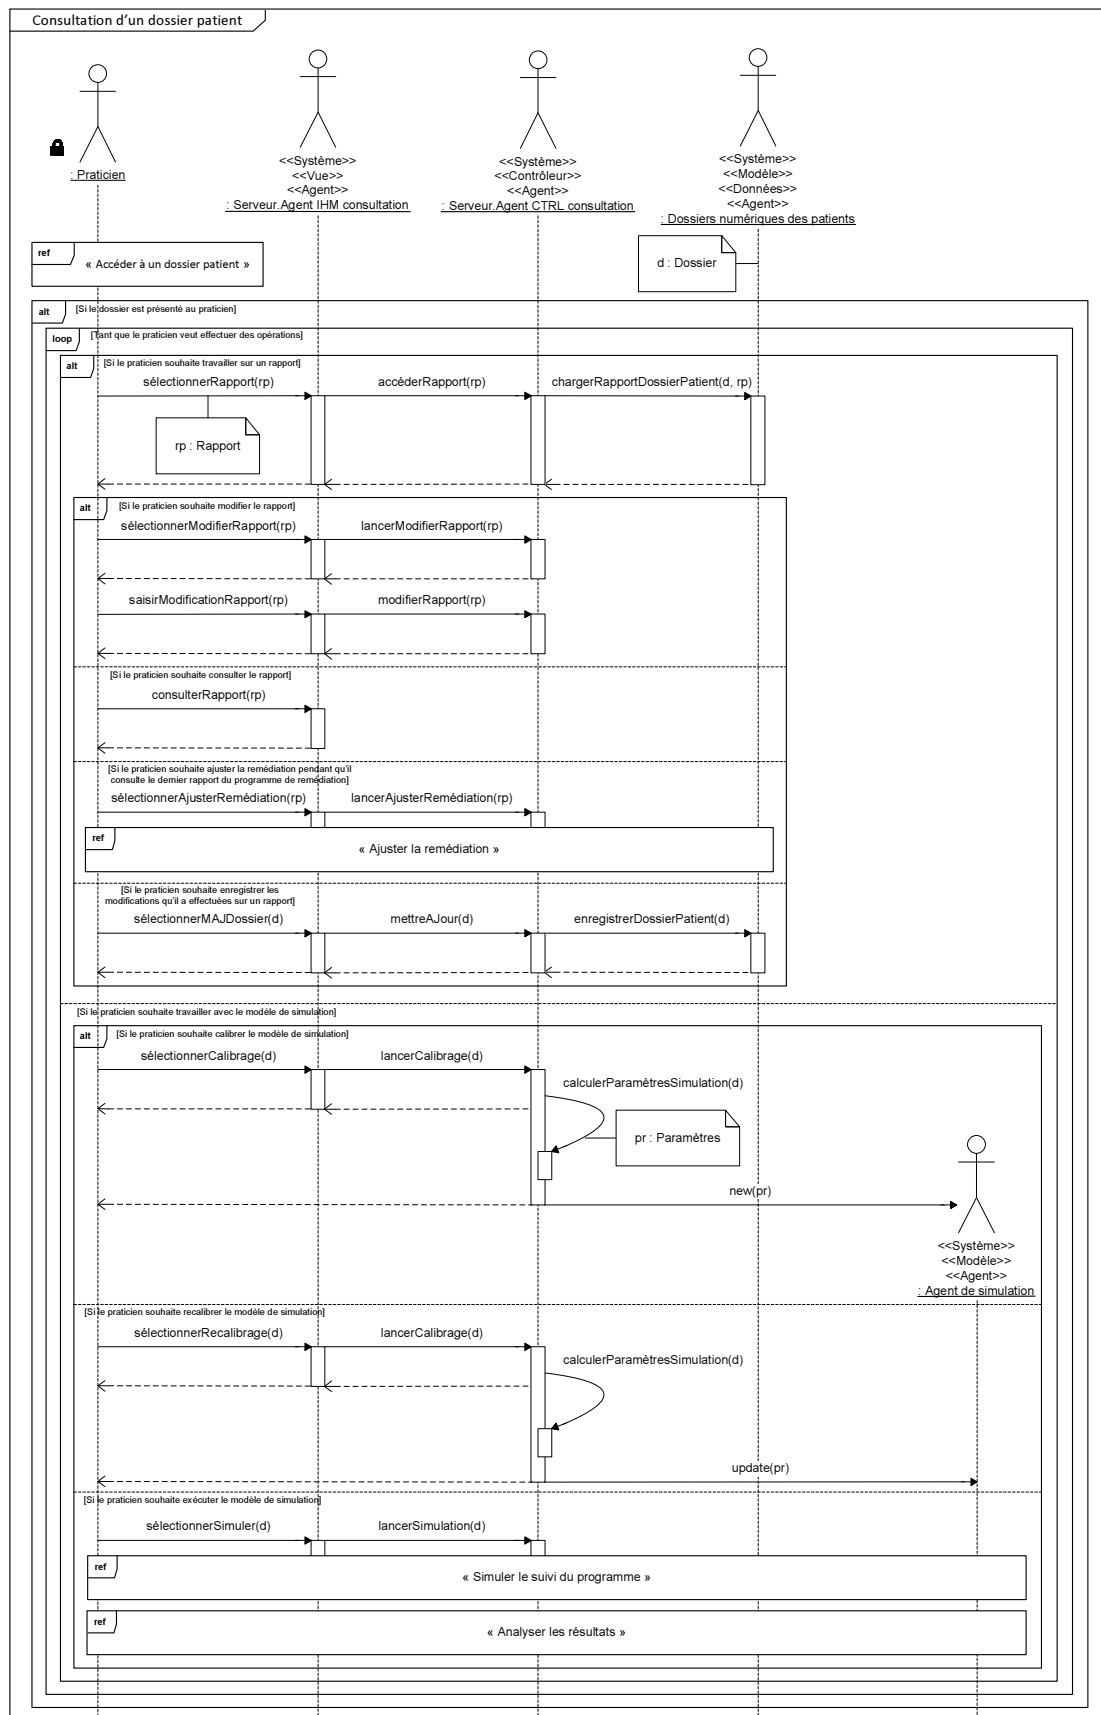 Consultation d'un dossier patient
: Praticien
<<Système>>
<<Vue>>
<<Agent>>
: Serveur.Agent IHM consultation
<<Système>>
<<Contrôleur>>
<<Agent>>
: Serveur.Agent CTRL consultation
<<Système>>
<<Modèle>>
<<Données>>
<<Agent>>
: Dossiers numériques des patients
ref
« Accéder à un dossier patient »
d : Dossier
alt
[Si le dossier est présenté au praticien]
loop
[Tant que le praticien veut effectuer des opérations]
alt
[Si le praticien souhaite travailler sur un rapport]
sélectionnerRapport(rp)
accéderRapport(rp)
chargerRapportDossierPatient(d, rp)
rp : Rapport
alt
[Si le praticien souhaite modifier le rapport]
sélectionnerModifierRapport(rp)
lancerModifierRapport(rp)
saisirModificationRapport(rp)
modifierRapport(rp)
[Si le praticien souhaite consulter le rapport]
consulterRapport(rp)
[Si le praticien souhaite ajuster la remédiation pendant qu'il
consulte le dernier rapport du programme de remédiation]
sélectionnerAjusterRemédiation(rp)
lancerAjusterRemédiation(rp)
ref
« Ajuster la remédiation »
[Si le praticien souhaite enregistrer les
modifications qu'il a effectuées sur un rapport]
sélectionnerMAJDossier(d)
mettreAJour(d)
enregistrerDossierPatient(d)
[Si le praticien souhaite travailler avec le modèle de simulation]
alt
[Si le praticien souhaite calibrer le modèle de simulation]
sélectionnerCalibrage(d)
lancerCalibrage(d)
calculerParamètresSimulation(d)
pr : Paramètres
new(pr)
<<Système>>
<<Modèle>>
<<Agent>>
: Agent de simulation
[Si le praticien souhaite recalibrer le modèle de simulation]
sélectionnerRecalibrage(d)
lancerCalibrage(d)
calculerParamètresSimulation(d)
update(pr)
[Si le praticien souhaite exécuter le modèle de simulation]
sélectionnerSimuler(d)
lancerSimulation(d)
ref
« Simuler le suivi du programme »
ref
« Analyser les résultats »